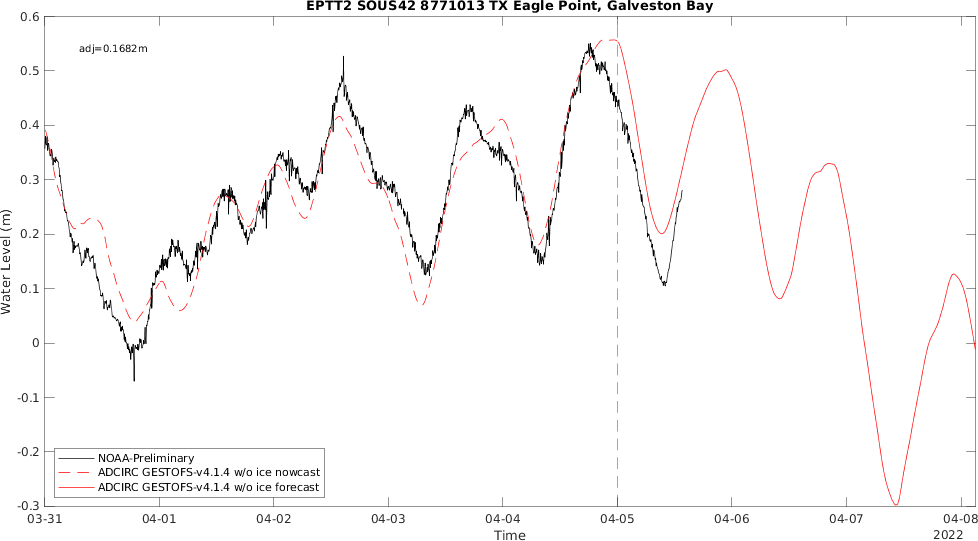 EPTT2 SOUS42 8771013 TX Eagle Point, Galveston Bay
adj=0.1682m
0.6
0.5
0.4
0.3
0.2
0.1
0
-0.1
-0.2
-0.3
Water Level (m)
NOAA-Preliminary
ADCIRC GESTOFS-v4.1.4 w/o ice nowcast
ADCIRC GESTOFS-v4.1.4 w/o ice forecast
03-31 04-01 04-02 04-03 04-04 04-05 04-06 04-07 04-08
Time
2022